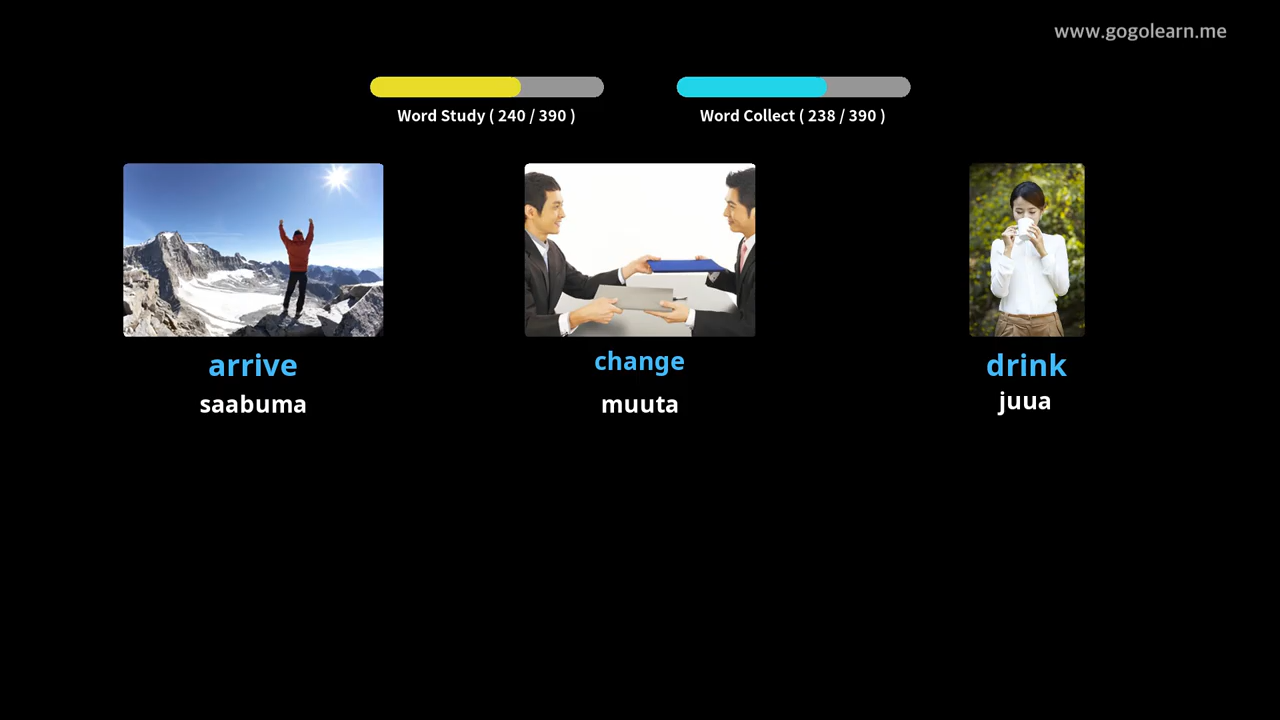 www.gogolearn.me
Word Study ( 240 / 390 )
Word Collect ( 238 / 390 )
arrive
change
drink
saabuma
muuta
juua